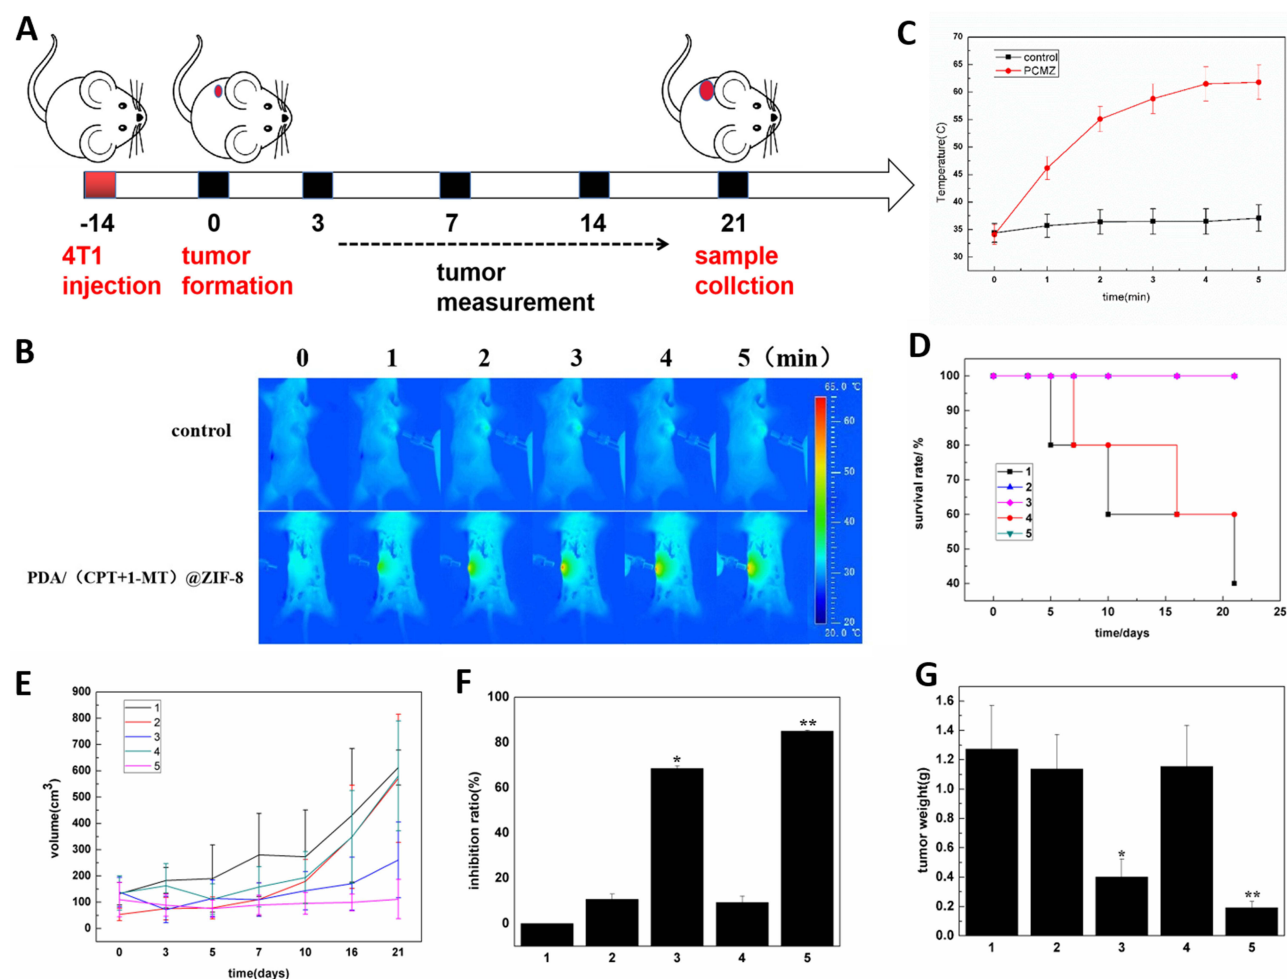 A
-14
0
3
7
14
21
4T1
injection
tumor
formation
tumor
measurement
sample
collction
B
0 1 2 3 4 5（min）
control
PDA/（CPT+1-MT）@ZIF-8
65.0 ℃
60
50
40
30
20
20.0 ℃
C
control
PCMZ
70
65
60
55
50
45
40
35
30
Temperature(℃)
0 1 2 3 4 5
time(min)
D
100
90
80
70
60
50
40
survival rate/ %
1
2
3
4
5
0 5 10 15 20 25
time/days
E
900
800
700
600
500
400
300
200
100
0
volume(cm³)
1
2
3
4
5
0 3 5 7 10 16 21
time(days)
F
100
80
60
40
20
0
inhibition ratio(%)
*
**
1 2 3 4 5
G
1.6
1.4
1.2
1.0
0.8
0.6
0.4
0.2
0.0
tumor weight(g)
*
**
1 2 3 4 5